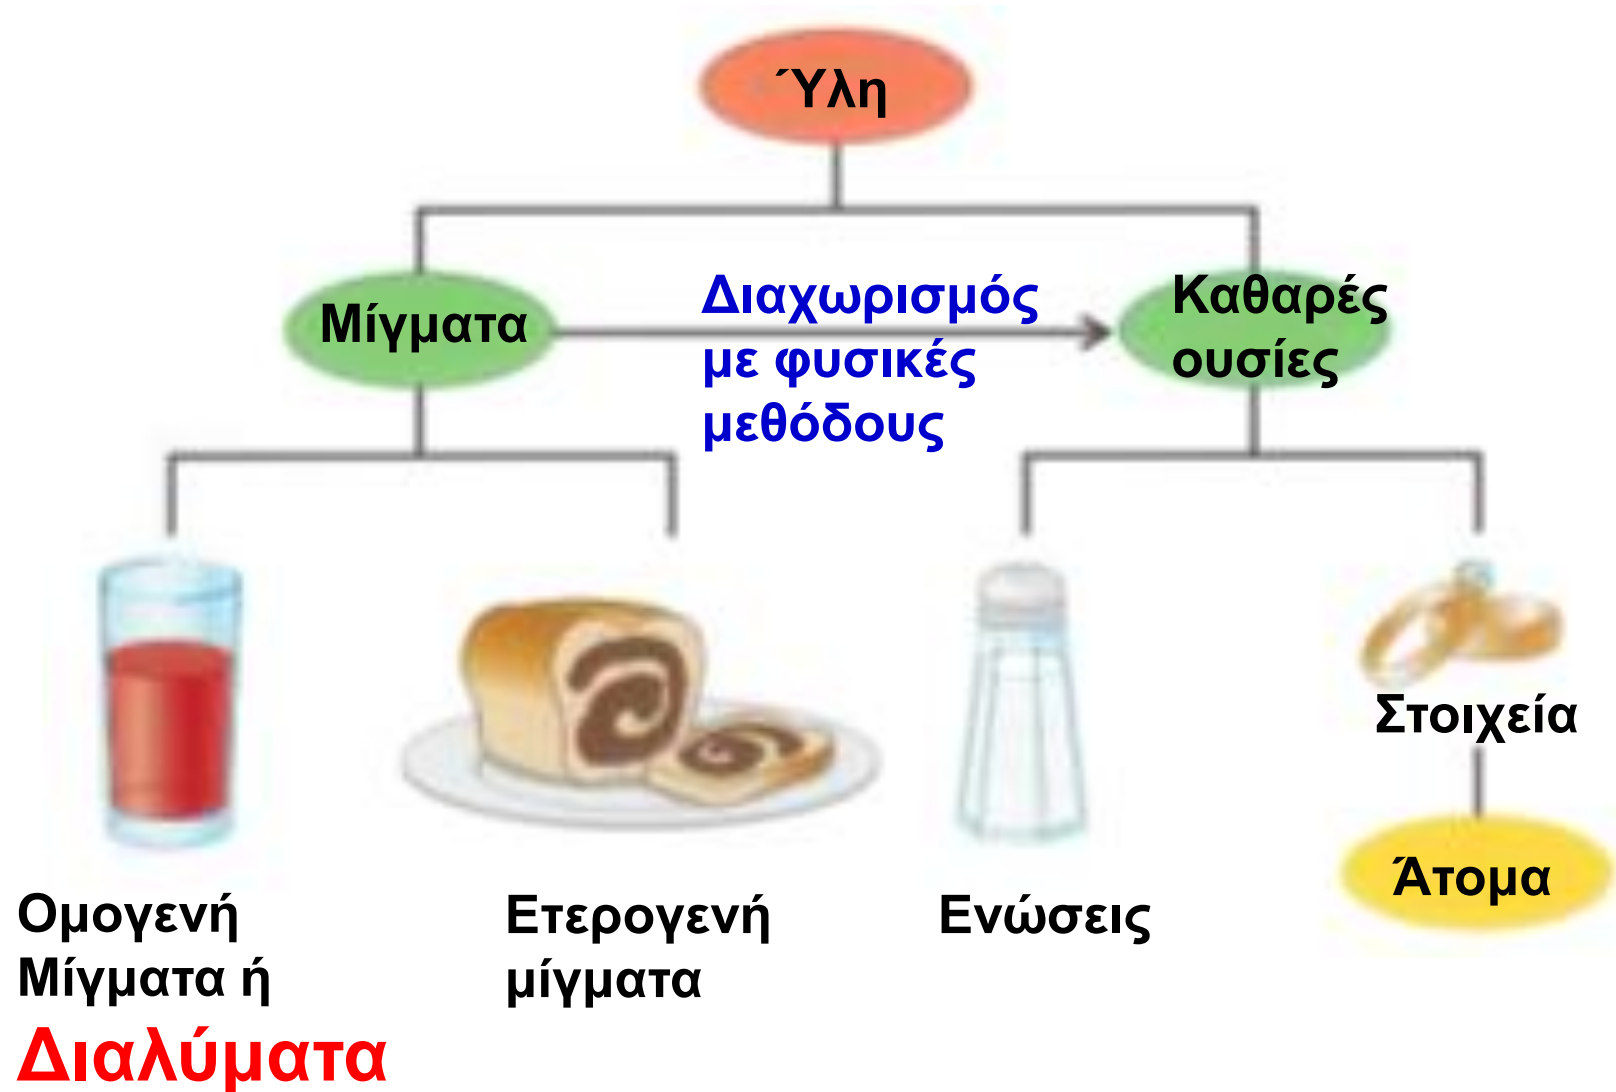 Ύλη
Μίγματα
Διαχωρισμός
με φυσικές
μεθόδους
Καθαρές
ουσίες
Στοιχεία
Άτομα
Ομογενή
Μίγματα ή
Διαλύματα
Ετερογενή
μίγματα
Ενώσεις